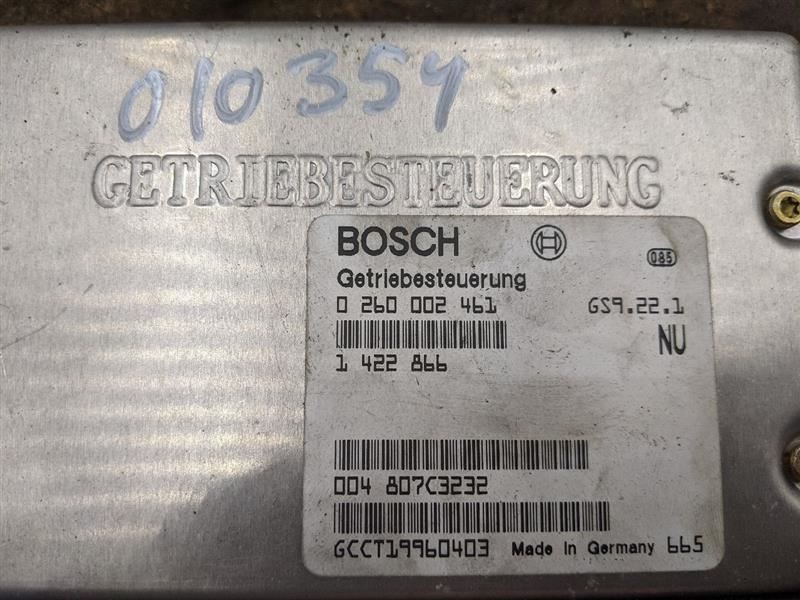 010354
GETRIEBESTEUERUNG
BOSCH
085
Getriebesteuerung
0 260 002 461 GS9.22.1
NU
1 422 866
004 807C3232
GCCT19960403 Made In Germany 665